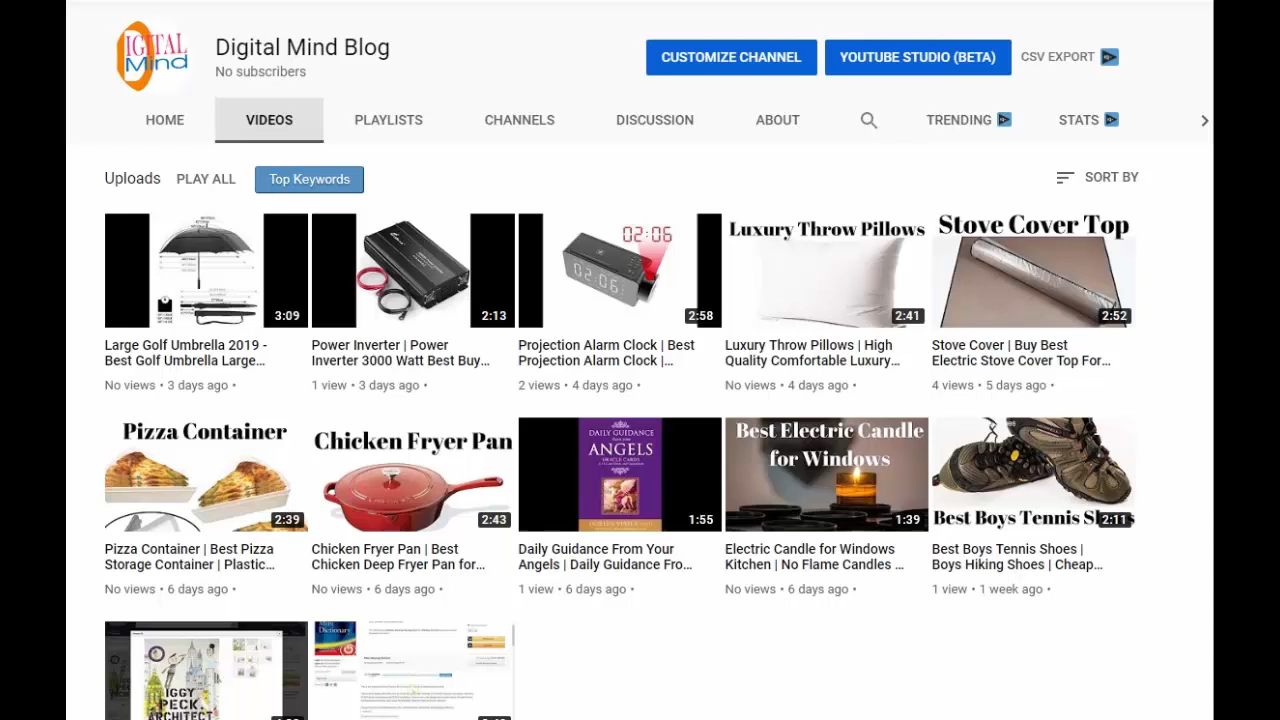 IGITAL
Mind
Digital Mind Blog
No subscribers
CUSTOMIZE CHANNEL
YOUTUBE STUDIO (BETA)
CSV EXPORT
HOME
VIDEOS
PLAYLISTS
CHANNELS
DISCUSSION
ABOUT
TRENDING
STATS
Uploads
PLAY ALL
Top Keywords
SORT BY
3:09
2:13
02:06
02:06
2:58
Luxury Throw Pillows
2:41
Stove Cover Top
2:52
Large Golf Umbrella 2019 -
Best Golf Umbrella Large...
No views • 3 days ago •
Power Inverter | Power
Inverter 3000 Watt Best Buy...
1 view • 3 days ago •
Projection Alarm Clock | Best
Projection Alarm Clock |...
2 views • 4 days ago •
Luxury Throw Pillows | High
Quality Comfortable Luxury...
No views • 4 days ago •
Stove Cover | Buy Best
Electric Stove Cover Top For...
4 views • 5 days ago •
Pizza Container
2:39
Chicken Fryer Pan
2:43
DAILY GUIDANCE
ANGELS
ORACLE CARDS
1:55
Best Electric Candle
for Windows
1:39
Best Boys Tennis Sh
2:11
Pizza Container | Best Pizza
Storage Container | Plastic...
No views • 6 days ago •
Chicken Fryer Pan | Best
Chicken Deep Fryer Pan for...
No views • 6 days ago •
Daily Guidance From Your
Angels | Daily Guidance Fro...
1 view • 6 days ago •
Electric Candle for Windows
Kitchen | No Flame Candles ...
No views • 6 days ago •
Best Boys Tennis Shoes |
Boys Hiking Shoes | Cheap...
1 view • 1 week ago •
IGGY
PECK,
ARCHITECT
Dictionary